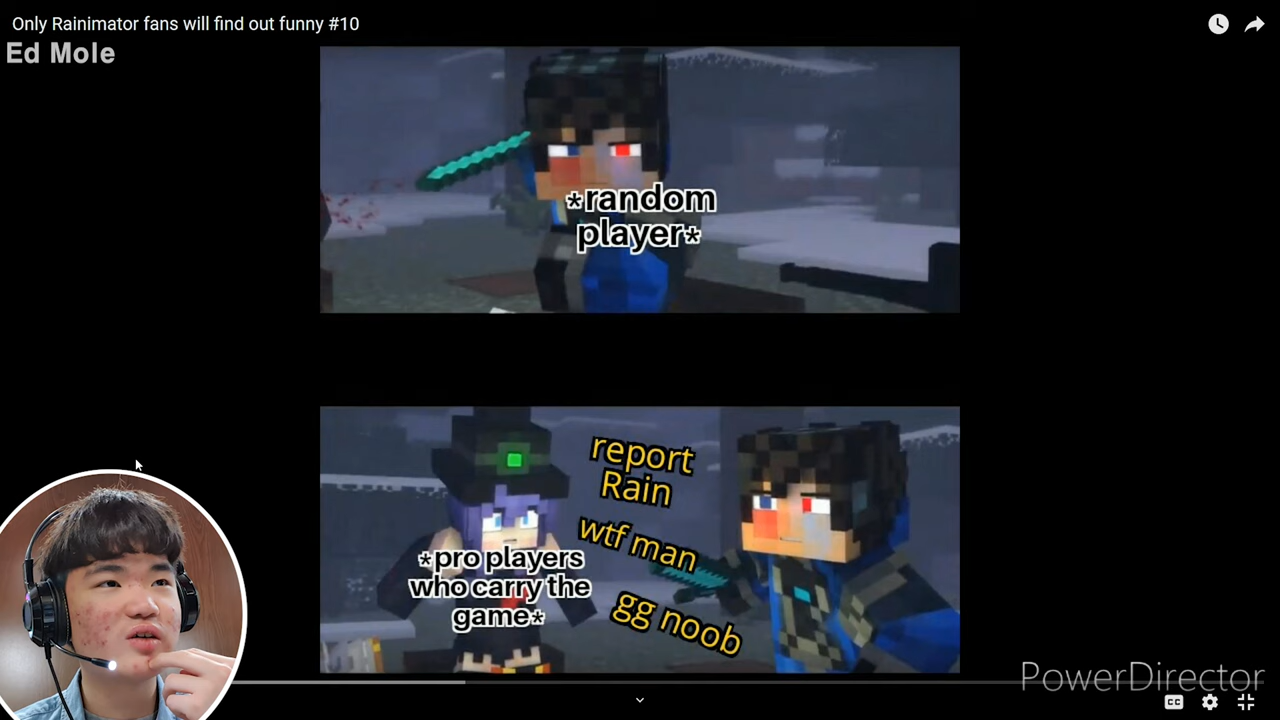 Only Rainimator fans will find out funny #10
Ed Mole
*random
player*
report
Rain
wtf man
*pro players
who carry the
game*
gg noob
PowerDirector
CC